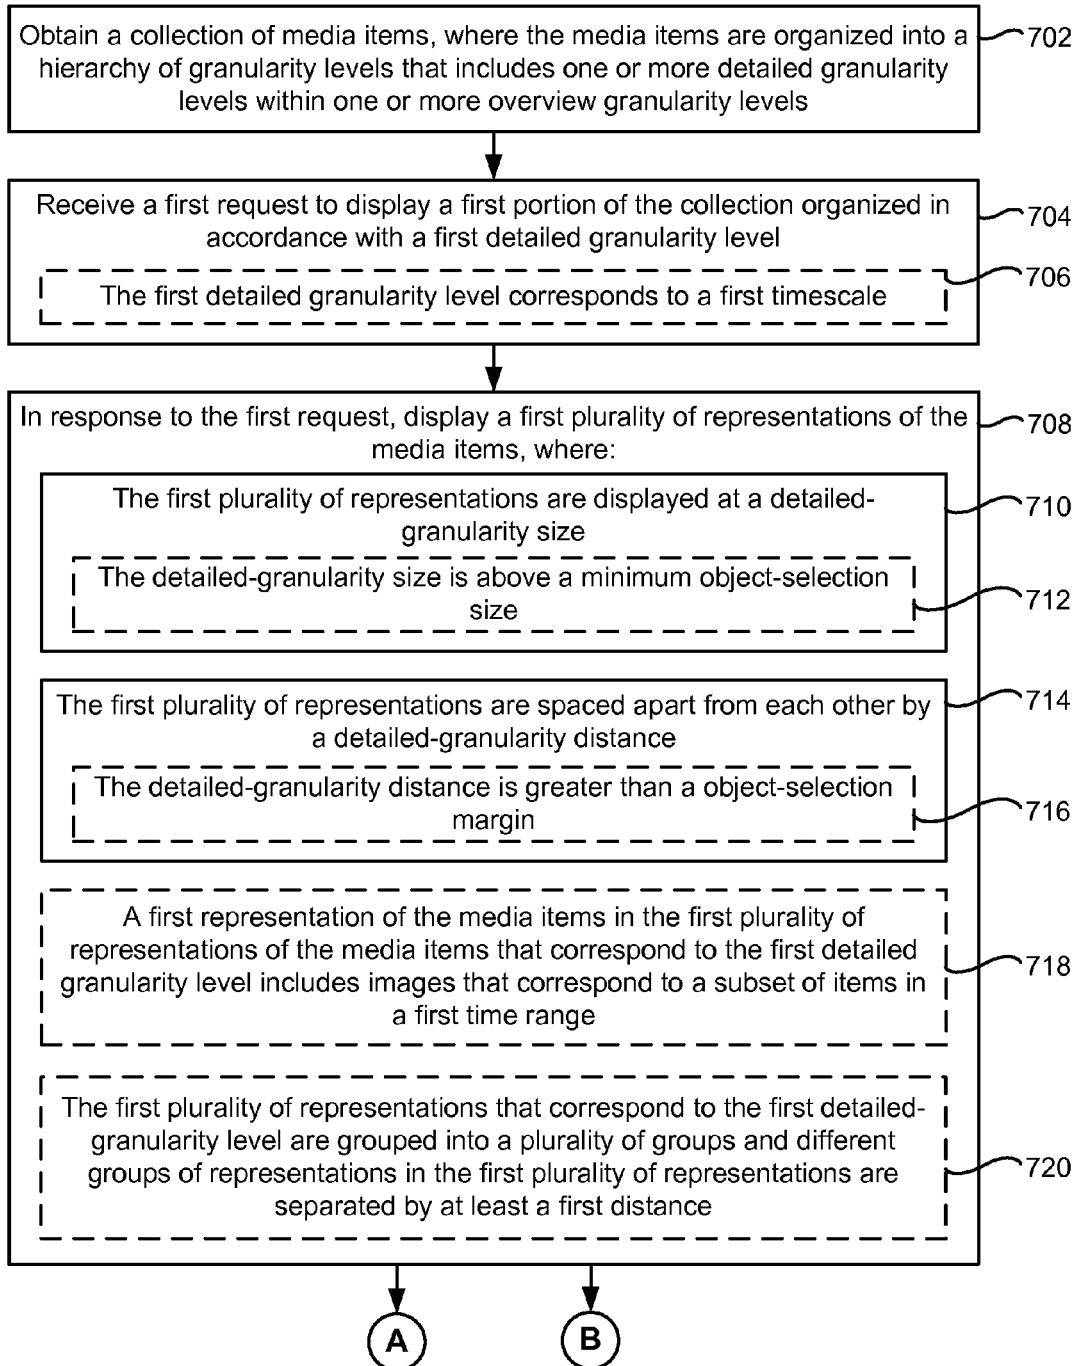 Obtain a collection of media items, where the media items are organized into a
hierarchy of granularity levels that includes one or more detailed granularity
levels within one or more overview granularity levels
702
Receive a first request to display a first portion of the collection organized in
accordance with a first detailed granularity level
704
The first detailed granularity level corresponds to a first timescale
706
In response to the first request, display a first plurality of representations of the
media items, where:
708
The first plurality of representations are displayed at a detailed-
granularity size
710
The detailed-granularity size is above a minimum object-selection
size
712
The first plurality of representations are spaced apart from each other by
a detailed-granularity distance
714
The detailed-granularity distance is greater than a object-selection
margin
716
A first representation of the media items in the first plurality of
representations of the media items that correspond to the first detailed
granularity level includes images that correspond to a subset of items in
a first time range
718
The first plurality of representations that correspond to the first detailed-
granularity level are grouped into a plurality of groups and different
groups of representations in the first plurality of representations are
separated by at least a first distance
720
A
B